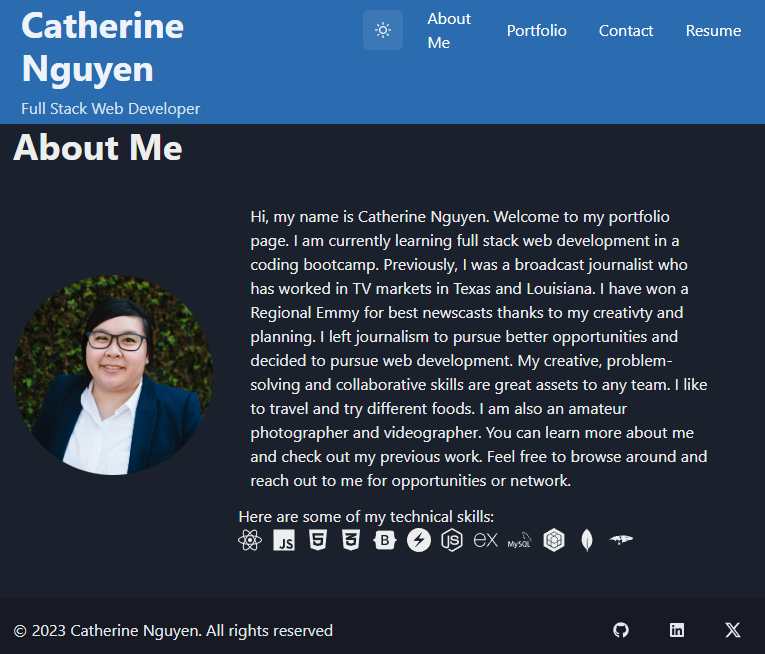 Catherine
Nguyen
Full Stack Web Developer
About
Me
Portfolio
Contact
Resume
About Me
Hi, my name is Catherine Nguyen. Welcome to my portfolio
page. I am currently learning full stack web development in a
coding bootcamp. Previously, I was a broadcast journalist who
has worked in TV markets in Texas and Louisiana. I have won a
Regional Emmy for best newscasts thanks to my creativty and
planning. I left journalism to pursue better opportunities and
decided to pursue web development. My creative, problem-
solving and collaborative skills are great assets to any team. I like
to travel and try different foods. I am also an amateur
photographer and videographer. You can learn more about me
and check out my previous work. Feel free to browse around and
reach out to me for opportunities or network.
Here are some of my technical skills:
JS 5 3 B JS ex MySQL
© 2023 Catherine Nguyen. All rights reserved
in X